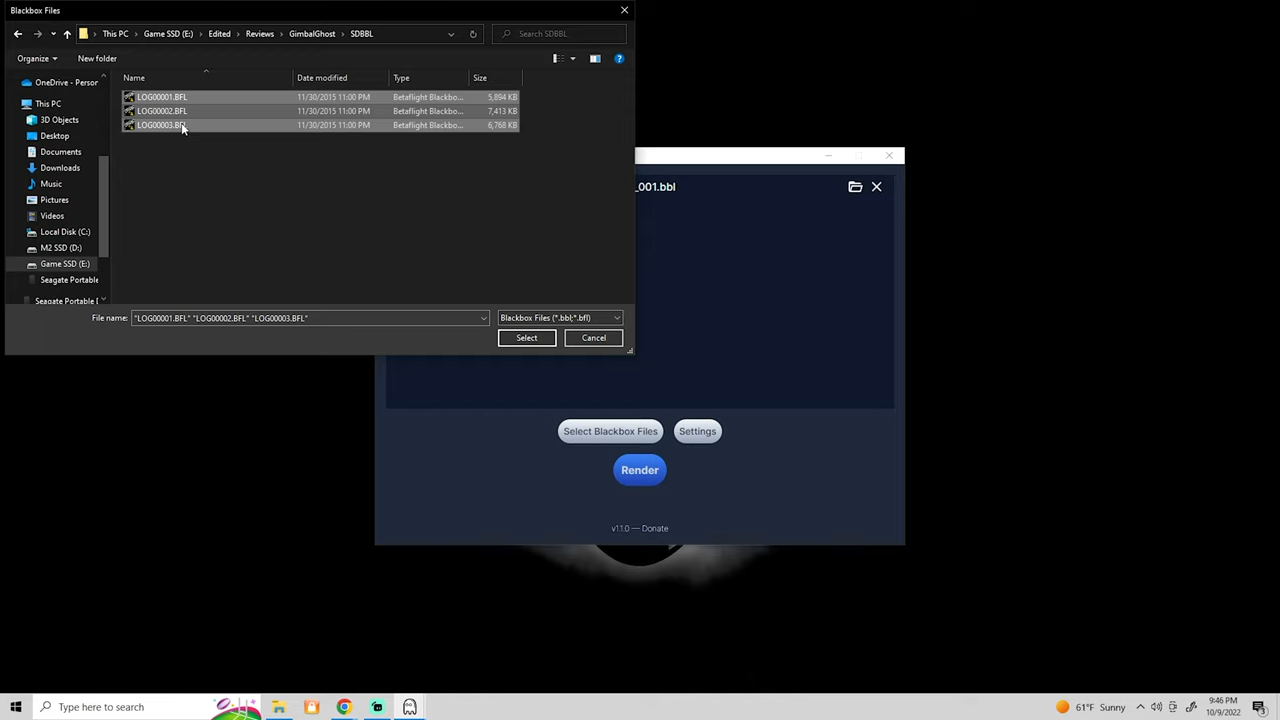 Blackbox Files
This PC > Game SSD (E:) > Edited > Reviews > GimbalGhost > SDBBL
Search SDBBL
Organize
New folder
Name
Date modified
Type
Size
LOG00001.BFL 11/30/2015 11:00 PM Betaflight Blackbo... 5,894 KB
LOG00002.BFL 11/30/2015 11:00 PM Betaflight Blackbo... 7,413 KB
LOG00003.BFL 11/30/2015 11:00 PM Betaflight Blackbo... 6,768 KB
OneDrive - Person
This PC
3D Objects
Desktop
Documents
Downloads
Music
Pictures
Videos
Local Disk (C:)
M2 SSD (D:)
Game SSD (E:)
Seagate Portable
Seagate Portable (
File name:
"LOG00001.BFL" "LOG00002.BFL" "LOG00003.BFL"
Blackbox Files (*.bbl;*.bfl)
Select
Cancel
_001.bbl
Select Blackbox Files
Settings
Render
v1.1.0 — Donate
Type here to search
61°F Sunny
9:46 PM
10/9/2022
3